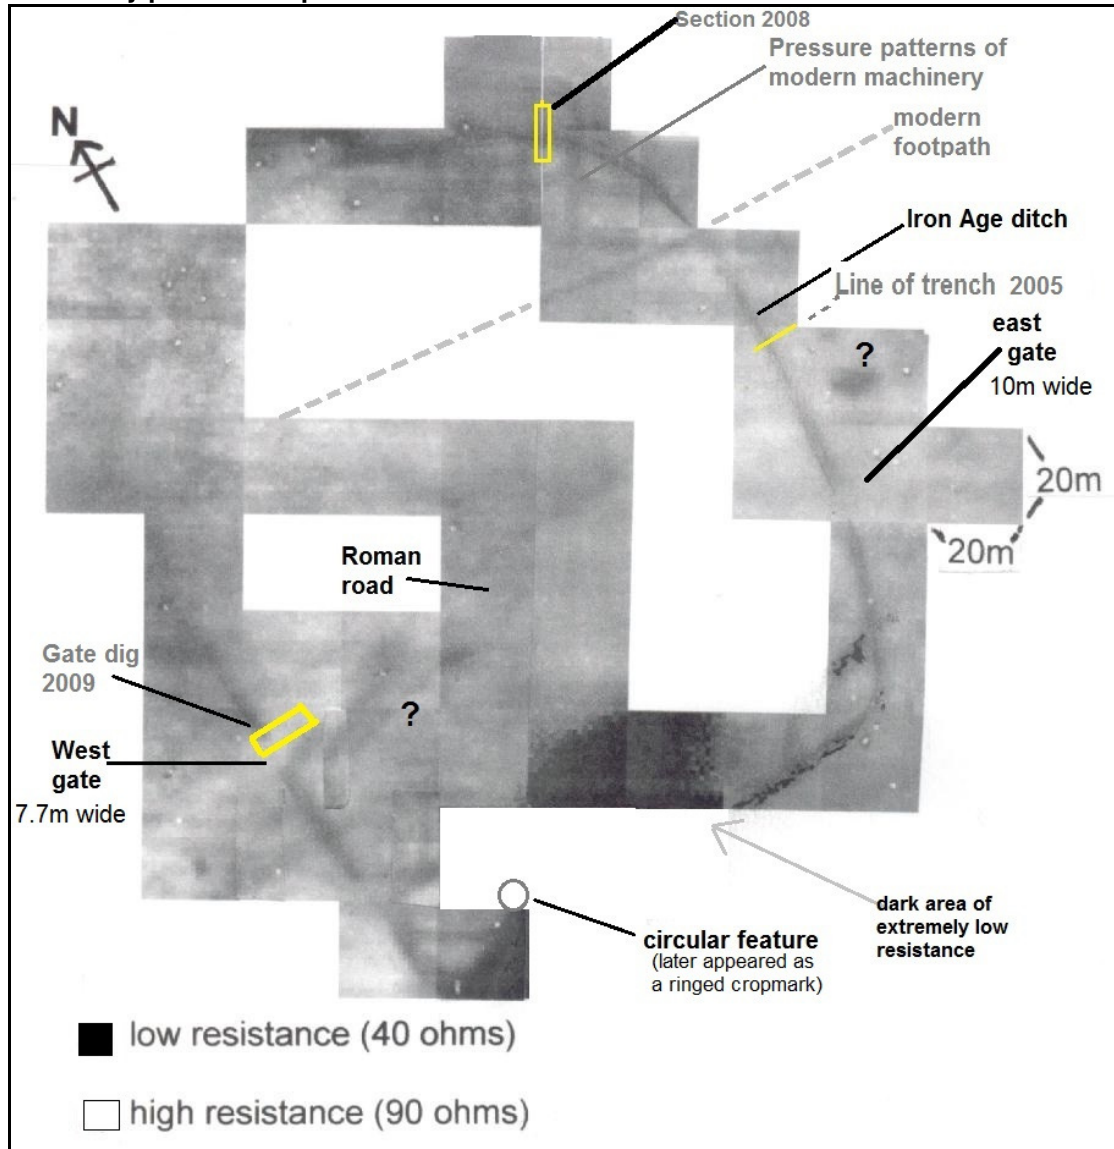 Section 2008
Pressure patterns of
modern machinery
modern
footpath
N
Iron Age ditch
Line of trench 2005
east
gate
10m wide
?
20m
20m
Roman
road
Gate dig
2009
?
West
gate
7.7m wide
dark area of
extremely low
resistance
circular feature
(later appeared as
a ringed cropmark)
low resistance (40 ohms)
high resistance (90 ohms)